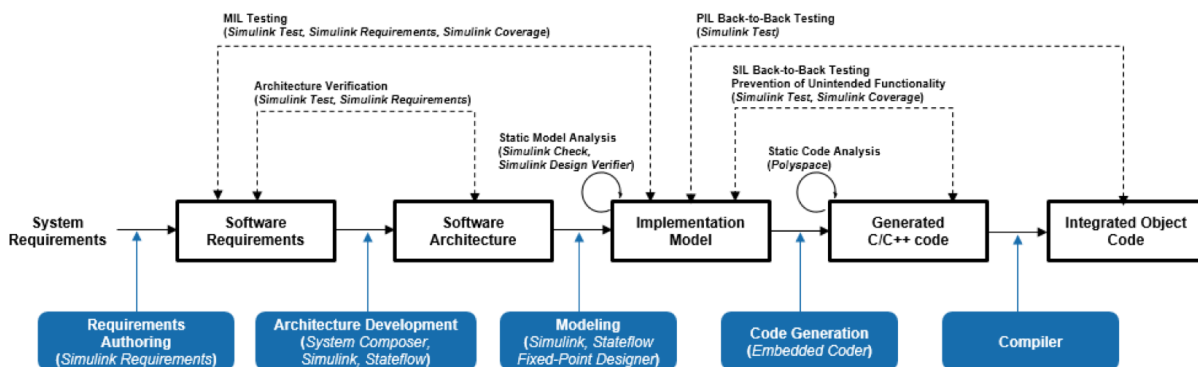 MIL Testing
(Simulink Test, Simulink Requirements, Simulink Coverage)
PIL Back-to-Back Testing
(Simulink Test)
Architecture Verification
(Simulink Test, Simulink Requirements)
SIL Back-to-Back Testing
Prevention of Unintended Functionality
(Simulink Test, Simulink Coverage)
Static Model Analysis
(Simulink Check,
Simulink Design Verifier)
Static Code Analysis
(Polyspace)
System
Requirements
Software
Requirements
Software
Architecture
Implementation
Model
Generated
C/C++ code
Integrated Object
Code
Requirements
Authoring
(Simulink Requirements)
Architecture Development
(System Composer,
Simulink, Stateflow)
Modeling
(Simulink, Stateflow
Fixed-Point Designer)
Code Generation
(Embedded Coder)
Compiler